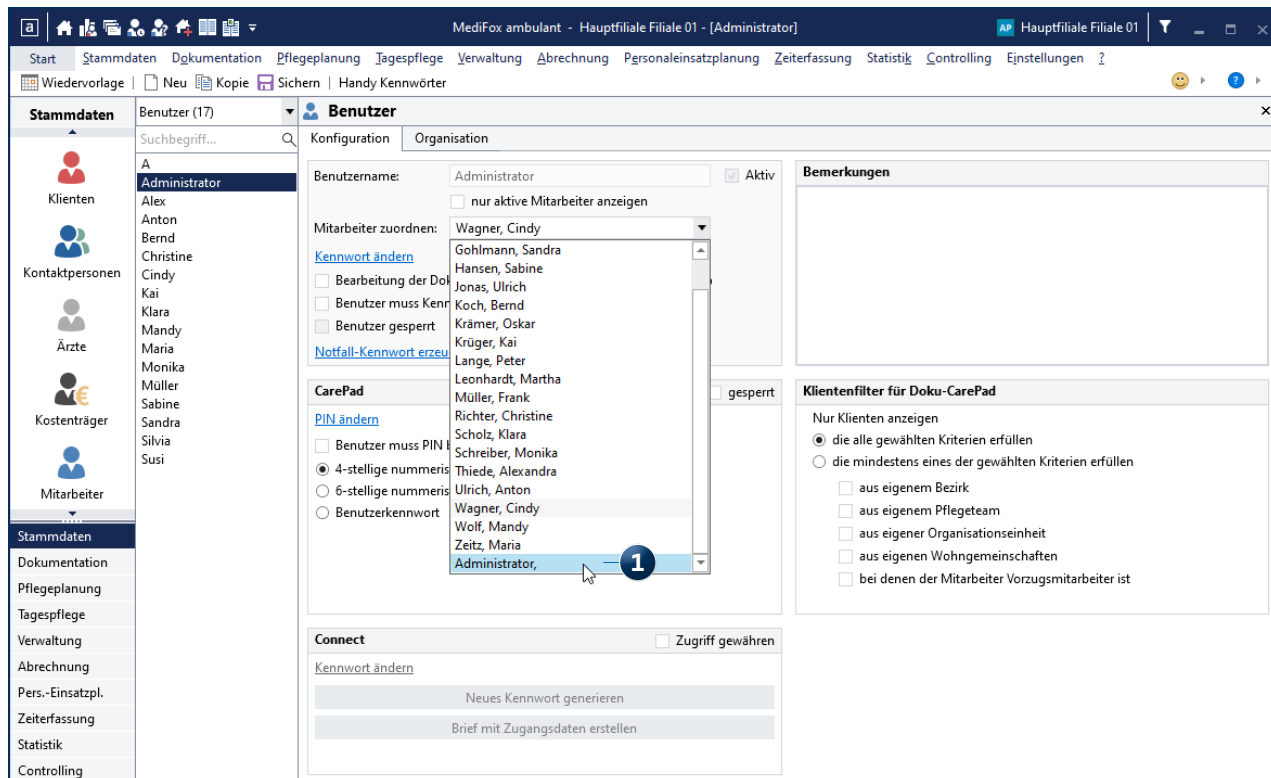 a
MediFox ambulant - Hauptfiliale Filiale 01 - [Administrator]
AP Hauptfiliale Filiale 01
Start Stammdaten Dokumentation Pflegeplanung Tagespflege Verwaltung Abrechnung Personaleinsatzplanung Zeiterfassung Statistik Controlling Einstellungen ?
Wiedervorlage Neu Kopie Sichern Handy Kennwörter
?
Stammdaten
Klienten
Kontaktpersonen
Ärzte
Kostenträger
Mitarbeiter
Stammdaten
Dokumentation
Pflegeplanung
Tagespflege
Verwaltung
Abrechnung
Pers.-Einsatzpl.
Zeiterfassung
Statistik
Controlling
Benutzer (17)
Suchbegriff...
A
Administrator
Alex
Anton
Bernd
Christine
Cindy
Kai
Klara
Mandy
Maria
Monika
Müller
Sabine
Sandra
Silvia
Susi
Benutzer
Konfiguration Organisation
Benutzername: Administrator Aktiv
nur aktive Mitarbeiter anzeigen
Mitarbeiter zuordnen: Wagner, Cindy
Kennwort ändern
Bearbeitung der
Benutzer muss
Benutzer gesperrt
Gohlmann, Sandra
Hansen, Sabine
Jonas, Ulrich
Koch, Bernd
Krämer, Oskar
Krüger, Kai
Lange, Peter
Leonhardt, Martha
Müller, Frank
Richter, Christine
Scholz, Klara
Schreiber, Monika
Thiede, Alexandra
Ulrich, Anton
Wagner, Cindy
Wolf, Mandy
Zeitz, Maria
Administrator,
1
CarePad gesperrt
PIN ändern
Benutzer muss PIN
4-stellige
6-stellige
Benutzerkennwort
Connect Zugriff gewähren
Kennwort ändern
Neues Kennwort generieren
Brief mit Zugangsdaten erstellen
Bemerkungen
Klientenfilter für Doku-CarePad
Nur Klienten anzeigen
die alle gewählten Kriterien erfüllen
die mindestens eines der gewählten Kriterien erfüllen
aus eigenem Bezirk
aus eigenem Pflegeteam
aus eigener Organisationseinheit
aus eigenen Wohngemeinschaften
bei denen der Mitarbeiter Vorzugsmitarbeiter ist